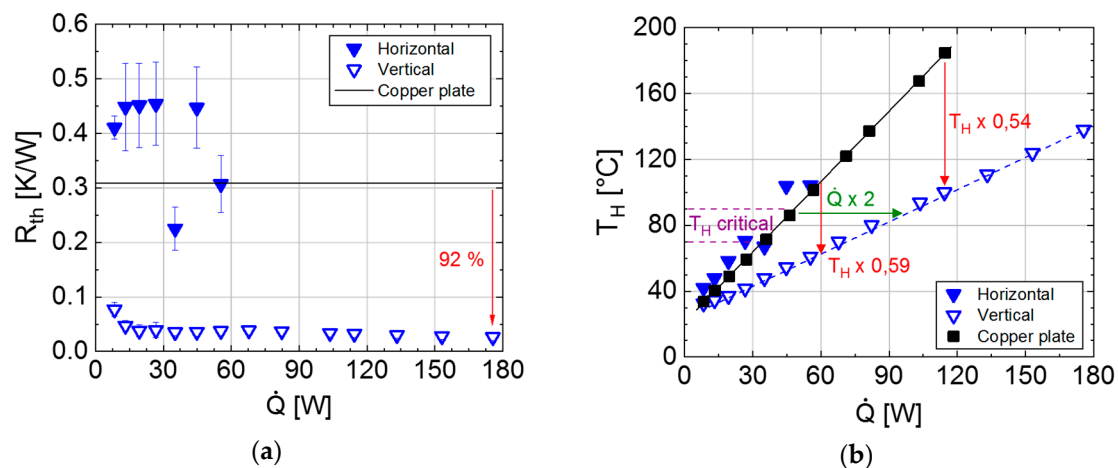 0.6
0.5
0.4
0.3
0.2
0.1
0.0
R_th [K/W]
Horizontal
Vertical
Copper plate
92 %
0 30 60 90 120 150 180
Q̇ [W]
(a)
200
160
120
80
40
0
T_H [°C]
T_H x 0,54
Q̇ x 2
T_H critical
T_H x 0,59
Horizontal
Vertical
Copper plate
0 30 60 90 120 150 180
Q̇ [W]
(b)